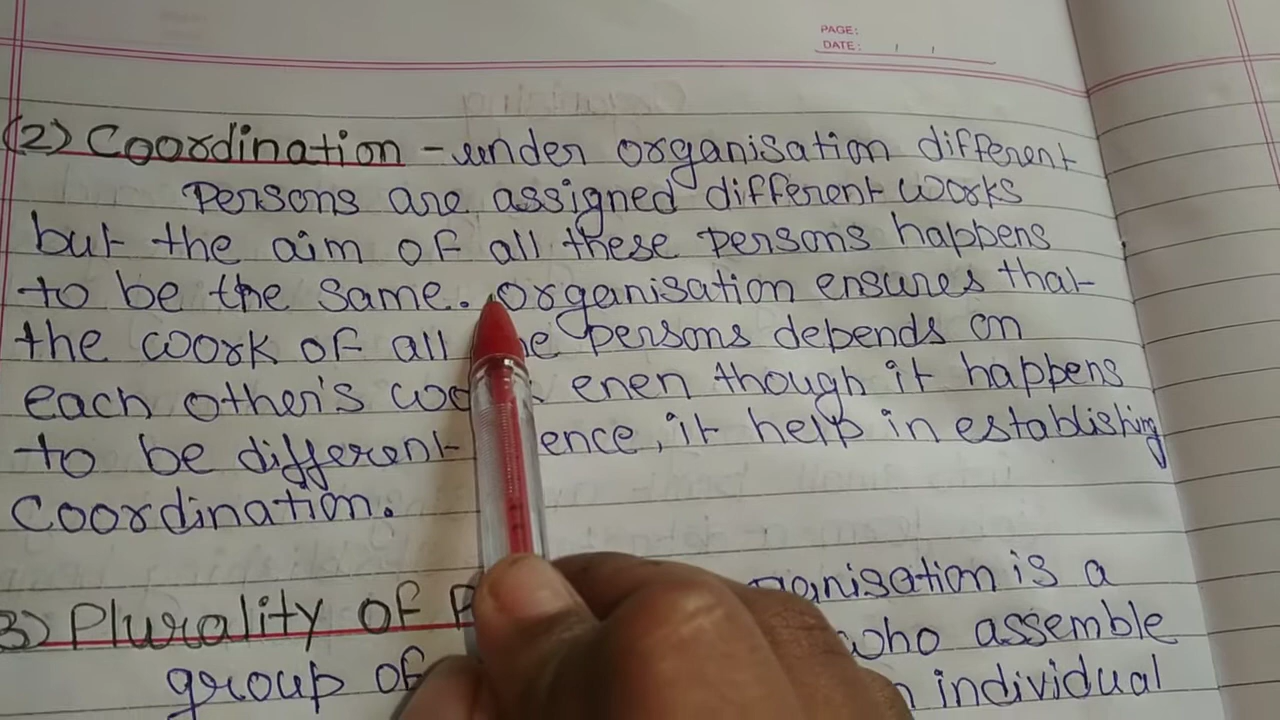 PAGE:
DATE: / /
(2) Coordination - under organisation different
Persons are assigned different works
but the aim of all these persons happens
to be the same. Organisation ensures that
the work of all persons depends on
each other's enen though it happens
to be different it help in establishing
Coordination.
3) Plurality of is a
group of who assemble
individual